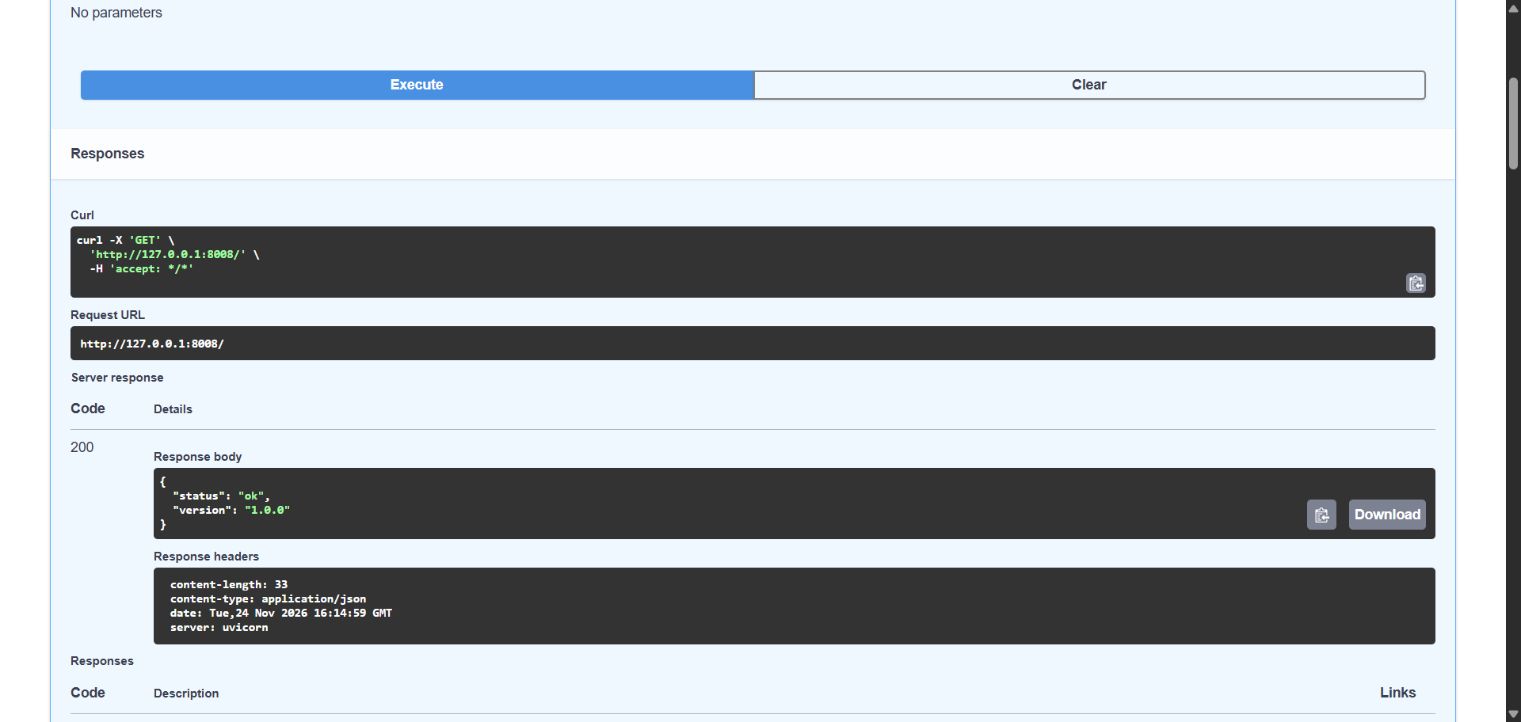 No parameters
Execute
Clear
Responses
Curl
curl -X 'GET' \
  'http://127.0.0.1:8008/' \
  -H 'accept: */*'
Request URL
http://127.0.0.1:8008/
Server response
Code Details
200
Response body
{
  "status": "ok",
  "version": "1.0.0"
}
Download
Response headers
content-length: 33
content-type: application/json
date: Tue,24 Nov 2026 16:14:59 GMT
server: uvicorn
Responses
Code Description Links